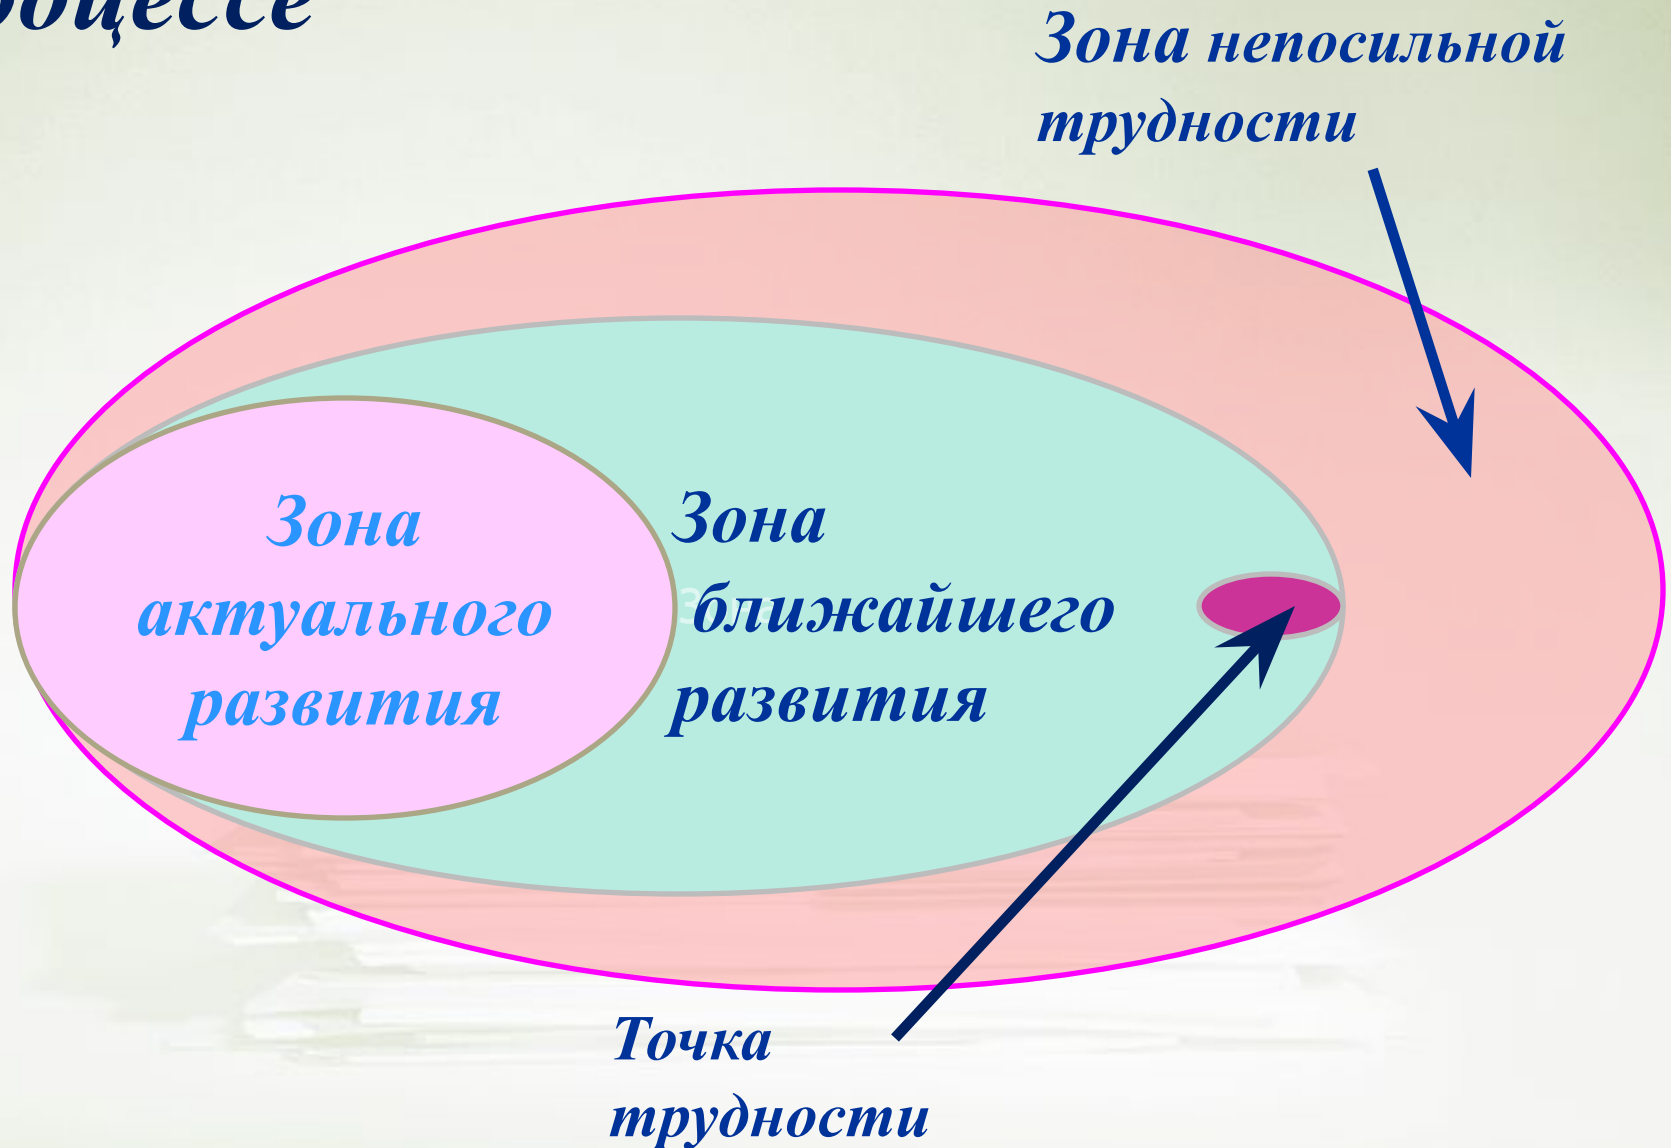 Зона непосильной
трудности
Зона
актуального
развития
Зона
ближайшего
развития
Точка
трудности